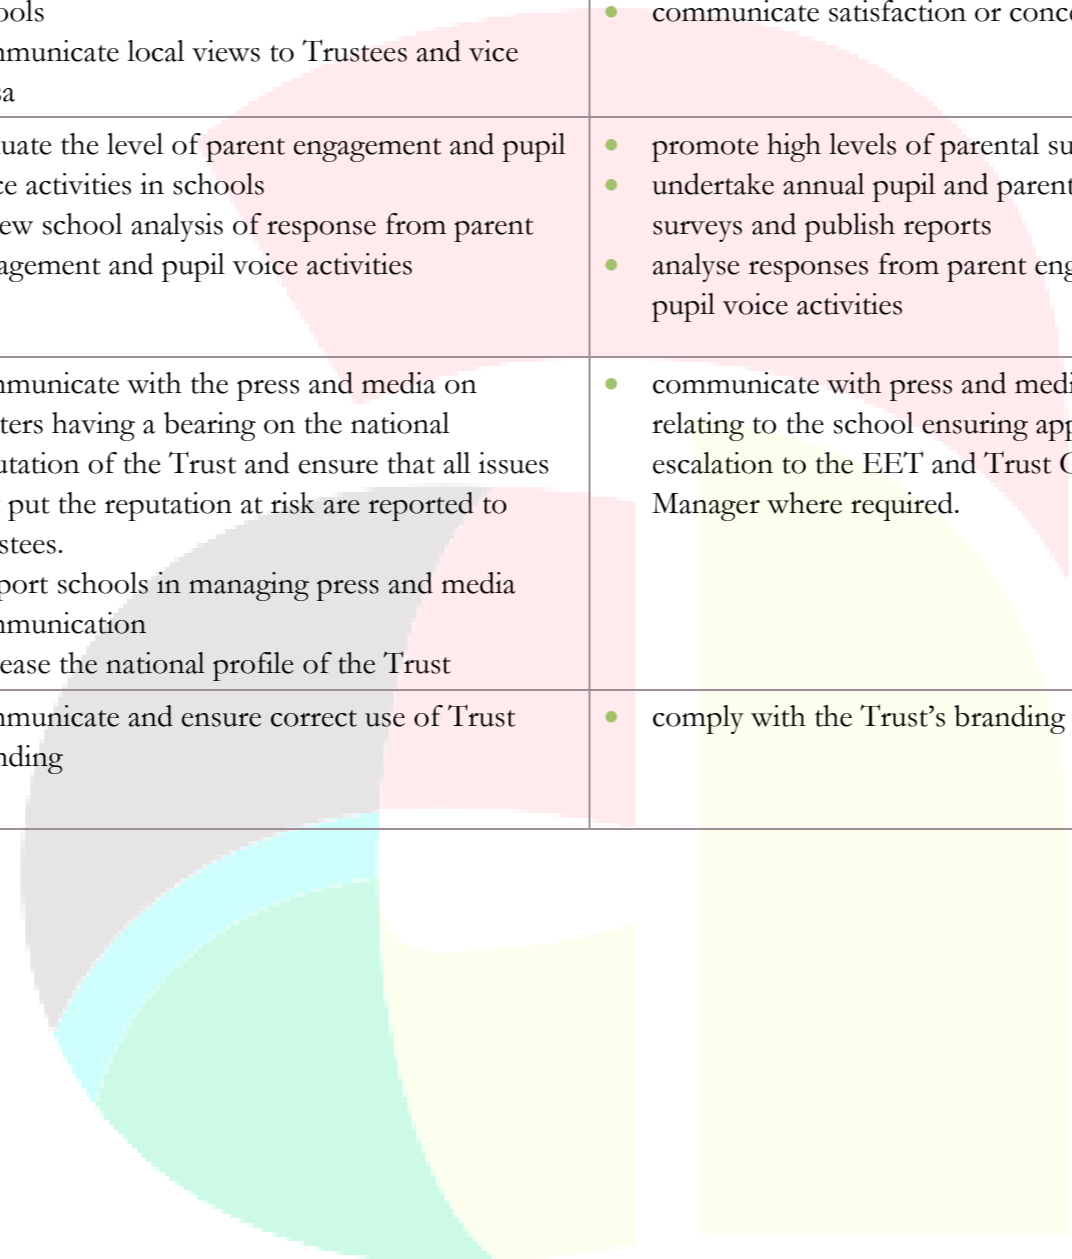 ools
communicate satisfaction or conce
mmunicate local views to Trustees and vice
sa
uate the level of parent engagement and pupil
ce activities in schools
ew school analysis of response from parent
agement and pupil voice activities
promote high levels of parental su
undertake annual pupil and parent
surveys and publish reports
analyse responses from parent eng
pupil voice activities
mmunicate with the press and media on
ters having a bearing on the national
utation of the Trust and ensure that all issues
put the reputation at risk are reported to
stees.
port schools in managing press and media
mmunication
ease the national profile of the Trust
communicate with press and medi
relating to the school ensuring app
escalation to the EET and Trust
Manager where required.
mmunicate and ensure correct use of Trust
nding
comply with the Trust's branding